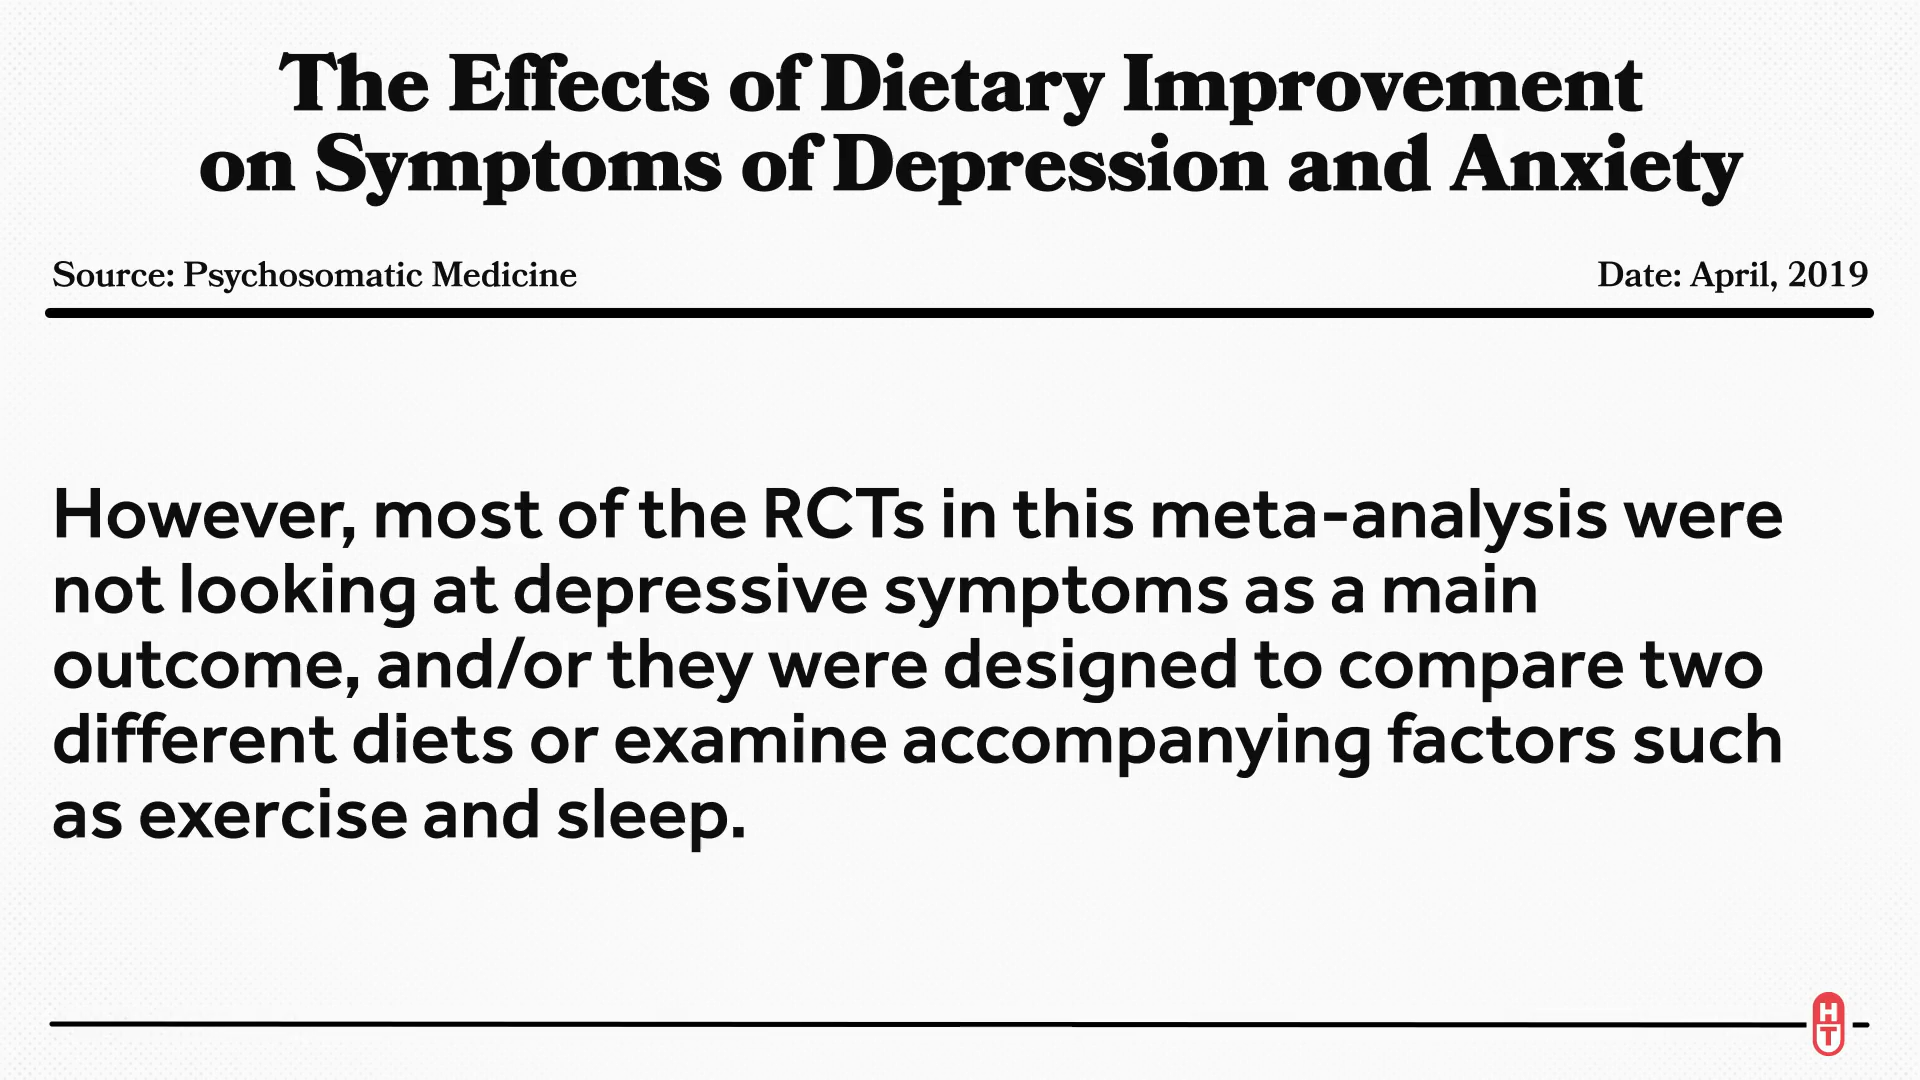 The Effects of Dietary Improvement
on Symptoms of Depression and Anxiety
Source: Psychosomatic Medicine
Date: April, 2019
However, most of the RCTs in this meta-analysis were
not looking at depressive symptoms as a main
outcome, and/or they were designed to compare two
different diets or examine accompanying factors such
as exercise and sleep.
H
T